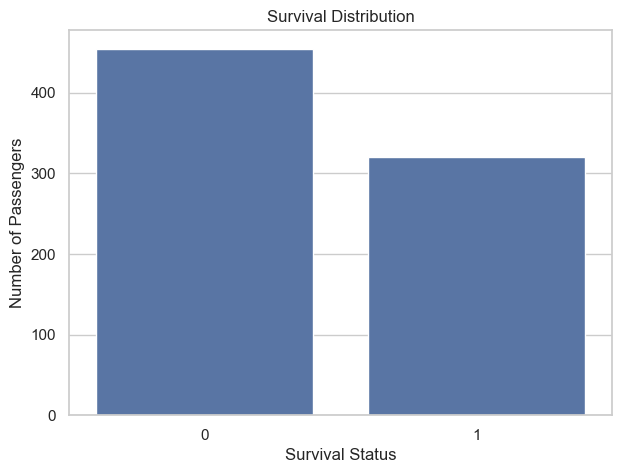 Survival Distribution
Number of Passengers
400
300
200
100
0
0 1
Survival Status